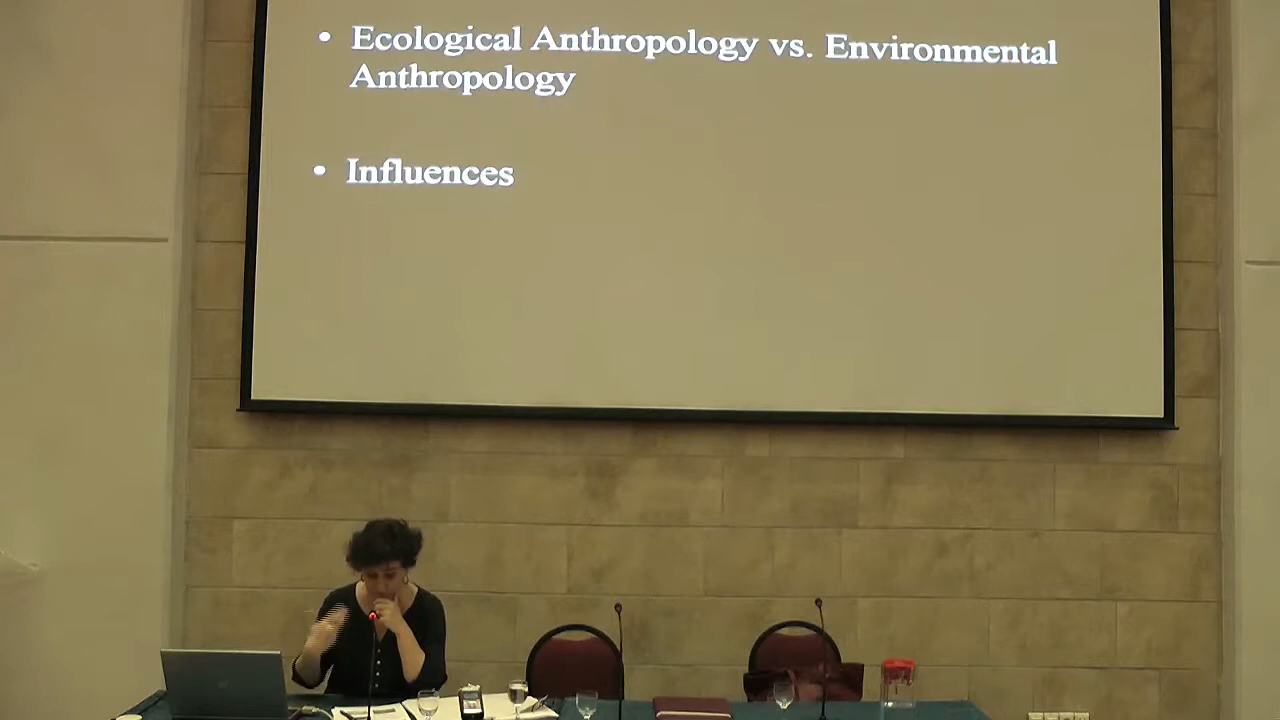 • Ecological Anthropology vs. Environmental
Anthropology
• Influences